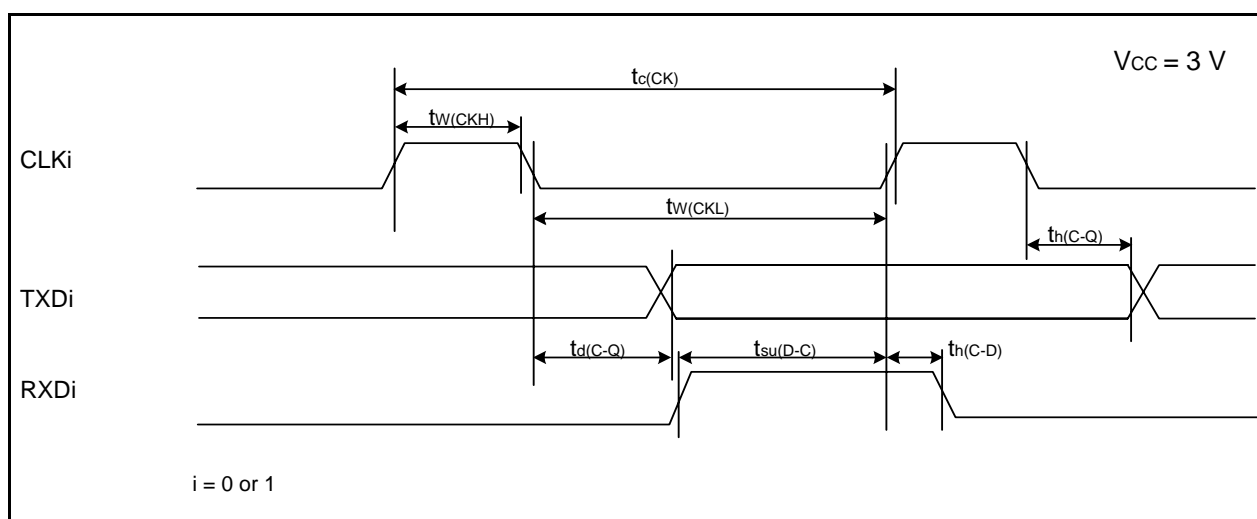 VCC = 3 V
tc(CK)
tW(CKH)
CLKi
tW(CKL)
th(C-Q)
TXDi
td(C-Q)
tsu(D-C)
th(C-D)
RXDi
i = 0 or 1